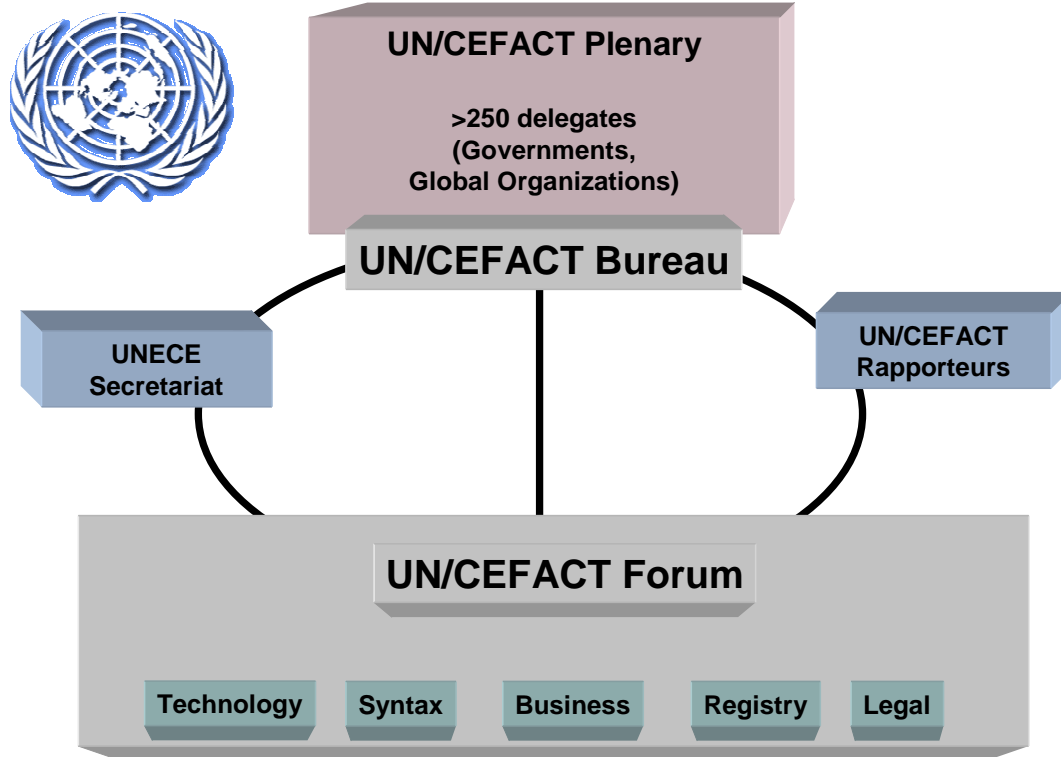 UN/CEFACT Plenary
>250 delegates
(Governments,
Global Organizations)
UN/CEFACT Bureau
UNECE
Secretariat
UN/CEFACT
Rapporteurs
UN/CEFACT Forum
Technology
Syntax
Business
Registry
Legal